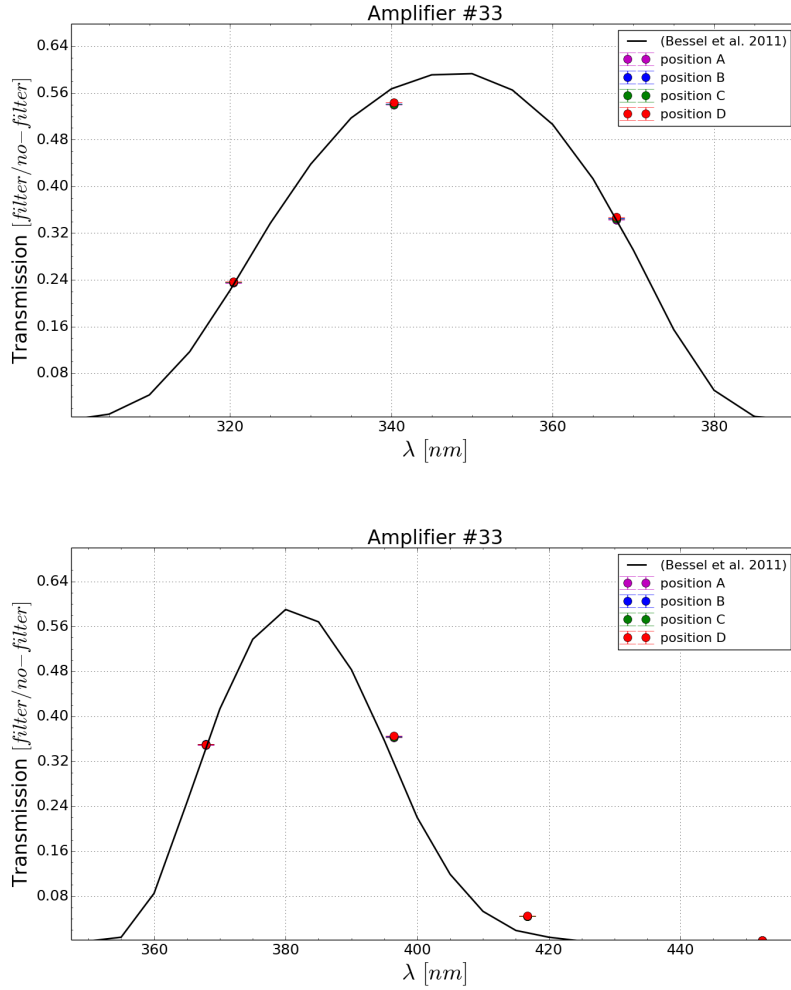 Amplifier #33
(Bessel et al. 2011)
position A
position B
position C
position D
0.64
0.56
0.48
0.40
0.32
0.24
0.16
0.08
Transmission [filter/no−filter]
320
340
360
380
λ [nm]
Amplifier #33
(Bessel et al. 2011)
position A
position B
position C
position D
0.64
0.56
0.48
0.40
0.32
0.24
0.16
0.08
Transmission [filter/no−filter]
360
380
400
420
440
λ [nm]